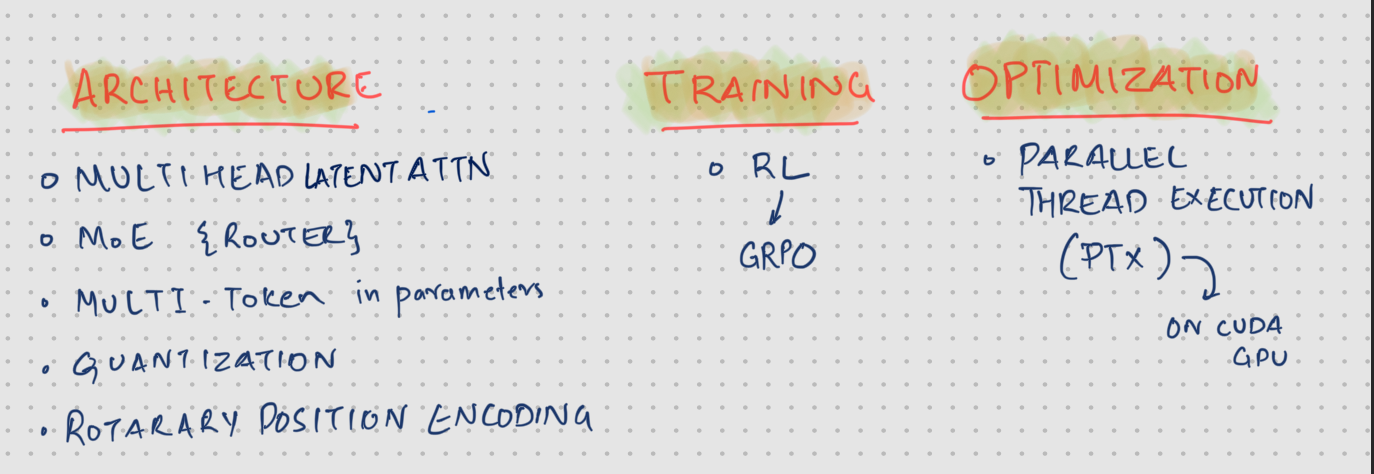 ARCHITECTURE
MULTI HEAD LATENT ATTN
MoE {ROUTER}
MULTI - Token in parameters
QUANTIZATION
ROTARARY POSITION ENCODING
TRAINING
RL
GRPO
OPTIMIZATION
PARALLEL
THREAD EXECUTION
(PTX)
ON CUDA
GPU